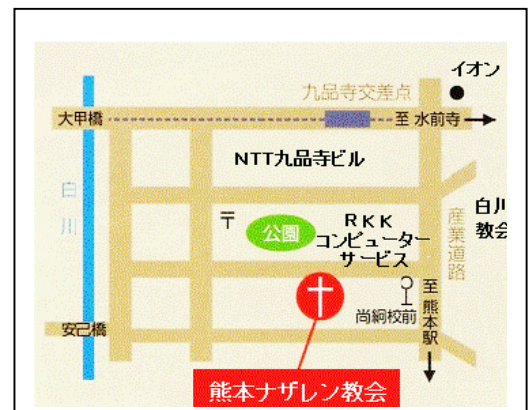 イオン
九品寺交差点
大甲橋
至 水前寺
NTT九品寺ビル
白川
〒
公園
RKK
コンピューター
サービス
産業道路
白川
教会
尚絅校前
至熊本駅
安己橋
熊本ナザレン教会